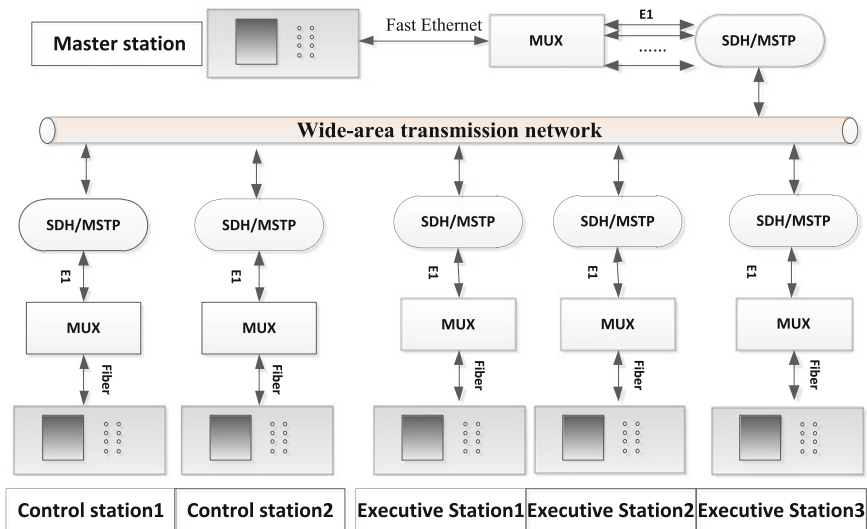 Master station
Fast Ethernet
MUX
E1
......
SDH/MSTP
Wide-area transmission network
SDH/MSTP
SDH/MSTP
SDH/MSTP
SDH/MSTP
SDH/MSTP
E1
E1
E1
E1
E1
MUX
MUX
MUX
MUX
MUX
Fiber
Fiber
Fiber
Fiber
Fiber
Control station1
Control station2
Executive Station1
Executive Station2
Executive Station3